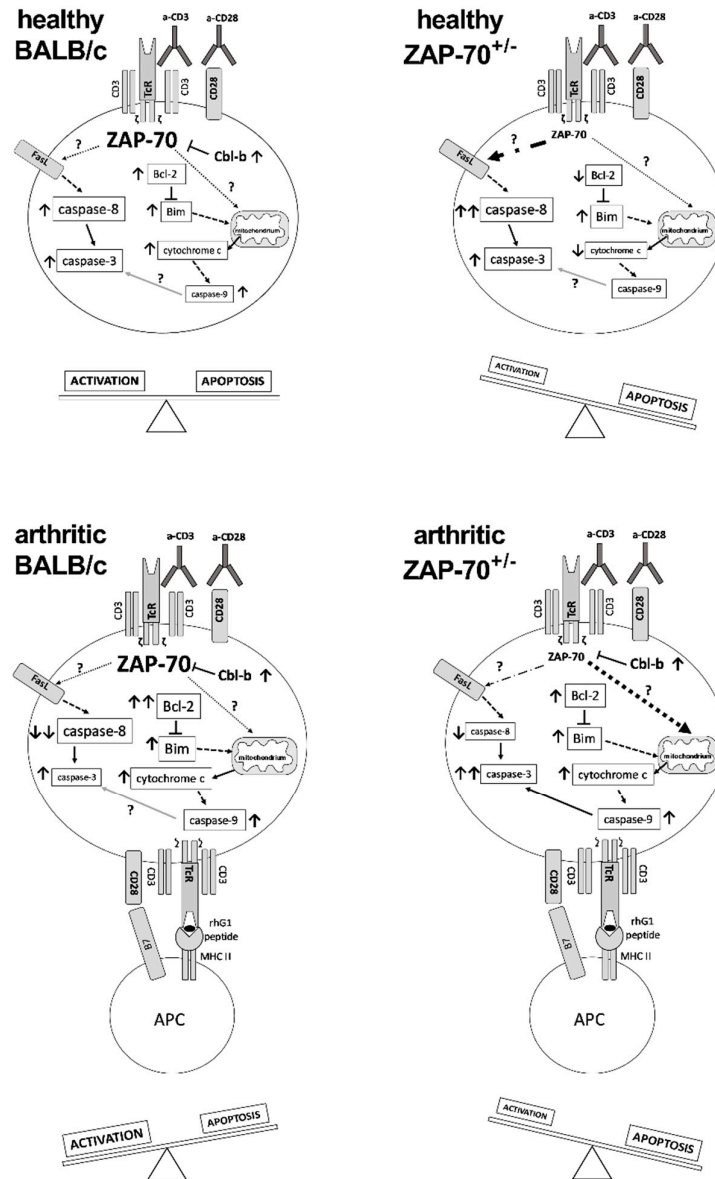 healthy
BALB/c
a-CD3
a-CD28
CD3
TcR
CD3
CD28
ζ ζ
FasL
?
ZAP-70
Cbl-b ↑
↑ Bcl-2
?
↑ caspase-8
↑ Bim
mitochondrium
↑ cytochrome c
↑ caspase-3
?
caspase-9 ↑
ACTIVATION
APOPTOSIS
healthy
ZAP-70+/-
a-CD3
a-CD28
CD3
TcR
CD3
CD28
ζ ζ
FasL
?
ZAP-70
?
↓ Bcl-2
↑↑ caspase-8
↑ Bim
mitochondrium
↓ cytochrome c
↑ caspase-3
?
caspase-9
ACTIVATION
APOPTOSIS
arthritic
BALB/c
a-CD3
a-CD28
CD3
TcR
CD3
CD28
ζ ζ
FasL
?
ZAP-70
Cbl-b ↑
↑↑ Bcl-2
?
↓↓ caspase-8
↑ Bim
mitochondrium
↑ cytochrome c
↑ caspase-3
?
caspase-9 ↑
ζ ζ
CD28
CD3
TcR
CD3
B7
rhG1
peptide
MHC II
APC
ACTIVATION
APOPTOSIS
arthritic
ZAP-70+/-
a-CD3
a-CD28
CD3
TcR
CD3
CD28
ζ ζ
FasL
?
ZAP-70
Cbl-b ↑
↑ Bcl-2
?
↓ caspase-8
↑ Bim
mitochondrium
↑↑ caspase-3
↑ cytochrome c
caspase-9 ↑
ζ ζ
CD28
CD3
TcR
CD3
B7
rhG1
peptide
MHC II
APC
ACTIVATION
APOPTOSIS